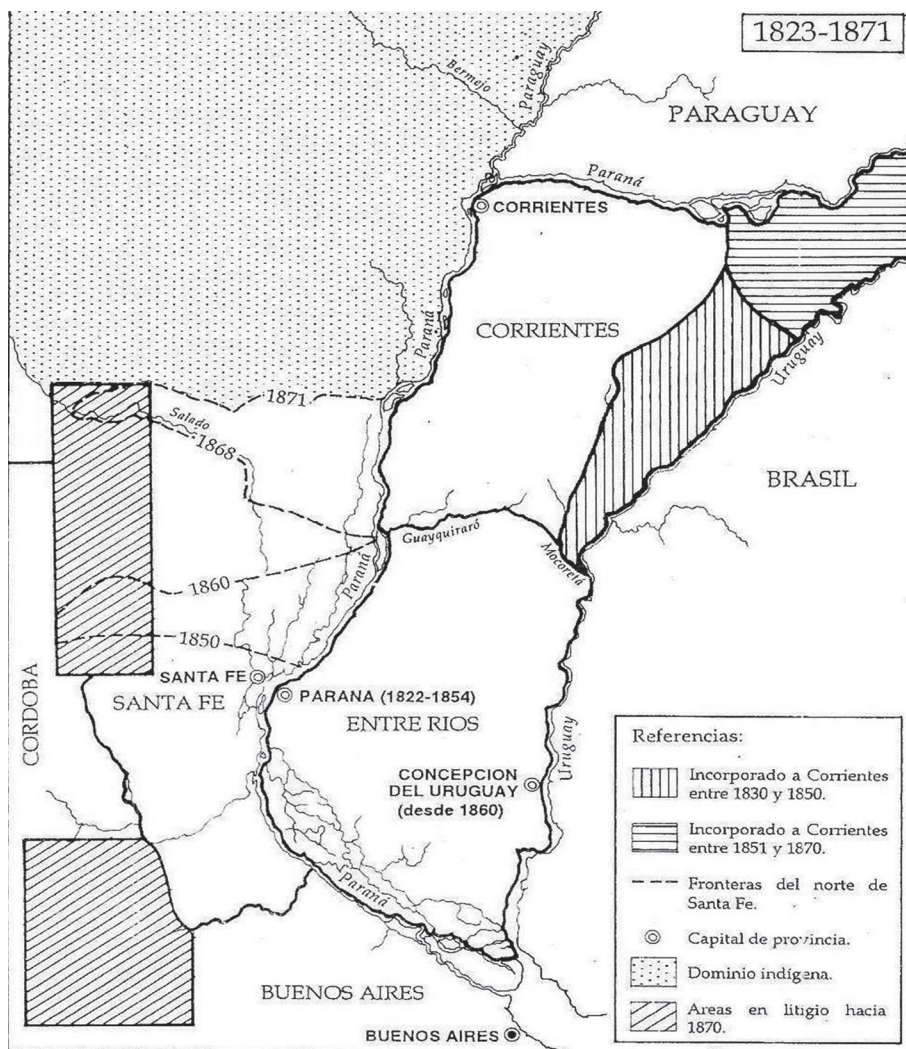 1823-1871
Bermejo
Paraguay
PARAGUAY
Paraná
CORRIENTES
CORRIENTES
Paraná
Uruguay
1871
Salado
1868
BRASIL
Guayquiraró
Mocoretá
Paraná
1860
1850
SANTA FE
SANTA FE
PARANA (1822-1854)
ENTRE RIOS
CORDOBA
Uruguay
CONCEPCION
DEL URUGUAY
(desde 1860)
Paraná
BUENOS AIRES
BUENOS AIRES
Referencias:
Incorporado a Corrientes
entre 1830 y 1850.
Incorporado a Corrientes
entre 1851 y 1870.
Fronteras del norte de
Santa Fe.
Capital de provincia.
Dominio indígena.
Areas en litigio hacia
1870.